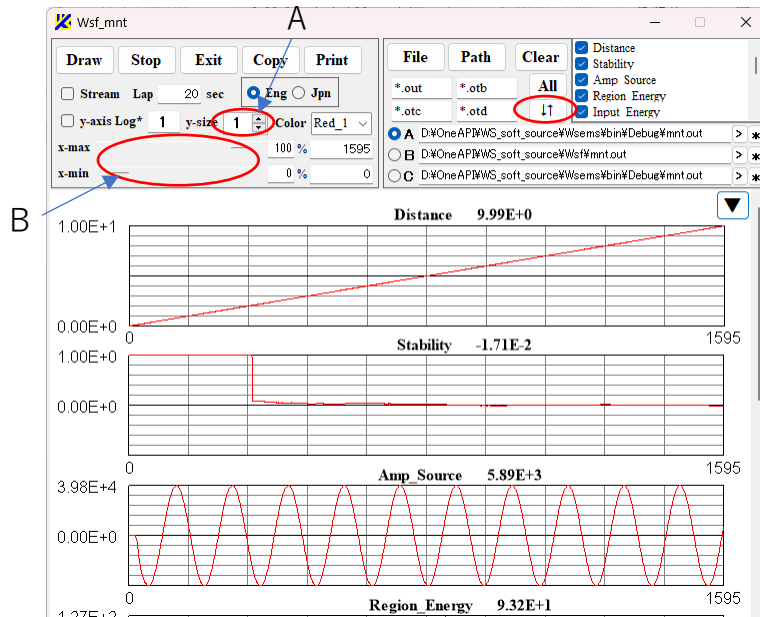 Wsf_mnt
A
Draw Stop Exit Copy Print
Stream Lap 20 sec Eng Jpn
y-axis Log* 1 y-size 1 Color Red_1
x-max 100 % 1595
x-min 0 % 0
B
File Path Clear
*.out *.otb All
*.otc *.otd ↓↑
Distance
Stability
Amp Source
Region Energy
Input Energy
A D:¥OneAPI¥WS_soft_source¥Wsems¥bin¥Debug¥mnt.out > *
B D:¥OneAPI¥WS_soft_source¥Wsf¥mnt.out > *
C D:¥OneAPI¥WS_soft_source¥Wsems¥bin¥Debug¥mnt.out > *
▼
Distance 9.99E+0
1.00E+1
0.00E+0
0 1595
Stability -1.71E-2
1.00E+0
0.00E+0
0 1595
Amp_Source 5.89E+3
3.98E+4
0.00E+0
0 1595
Region_Energy 9.32E+1
1.27E+2